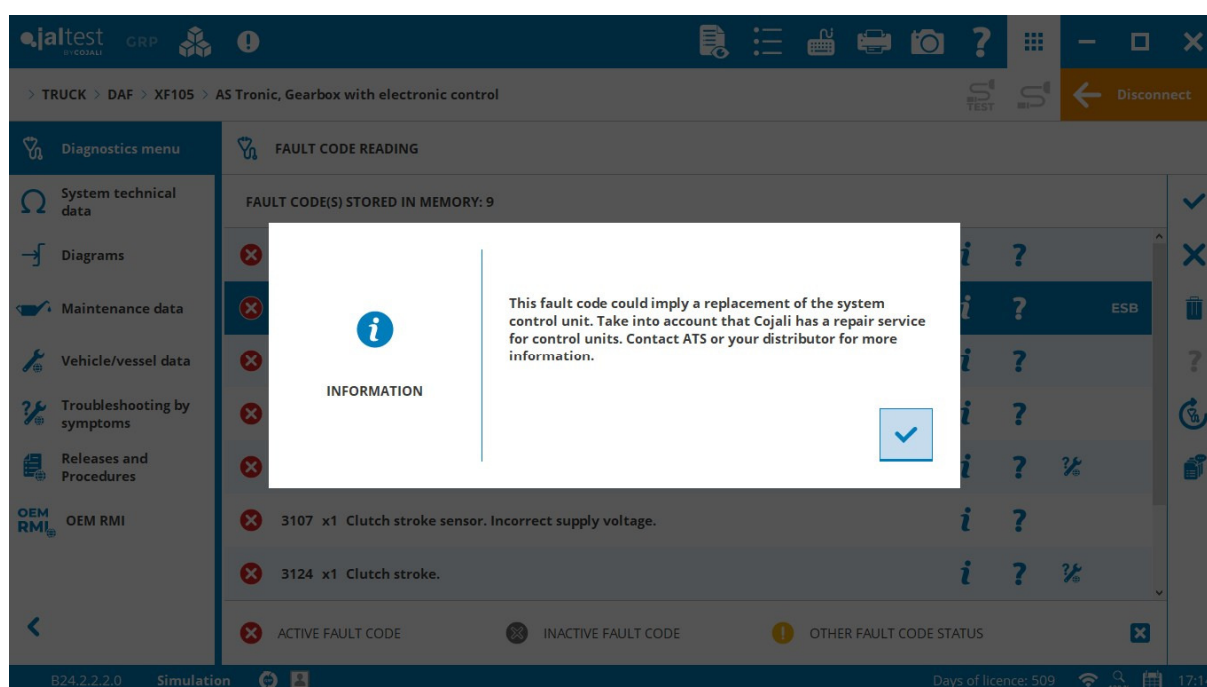 jaltest GRP
BY COJALI
> TRUCK > DAF > XF105 > AS Tronic, Gearbox with electronic control
TEST
Disconnect
Diagnostics menu
FAULT CODE READING
System technical
data
FAULT CODE(S) STORED IN MEMORY: 9
Diagrams
Maintenance data
ESB
Vehicle/vessel data
Troubleshooting by
symptoms
Releases and
Procedures
OEM
RMI
OEM RMI
INFORMATION
This fault code could imply a replacement of the system
control unit. Take into account that Cojali has a repair service
for control units. Contact ATS or your distributor for more
information.
3107 x1 Clutch stroke sensor. Incorrect supply voltage.
3124 x1 Clutch stroke.
ACTIVE FAULT CODE
INACTIVE FAULT CODE
OTHER FAULT CODE STATUS
B24.2.2.2.0 Simulation
Days of licence: 509